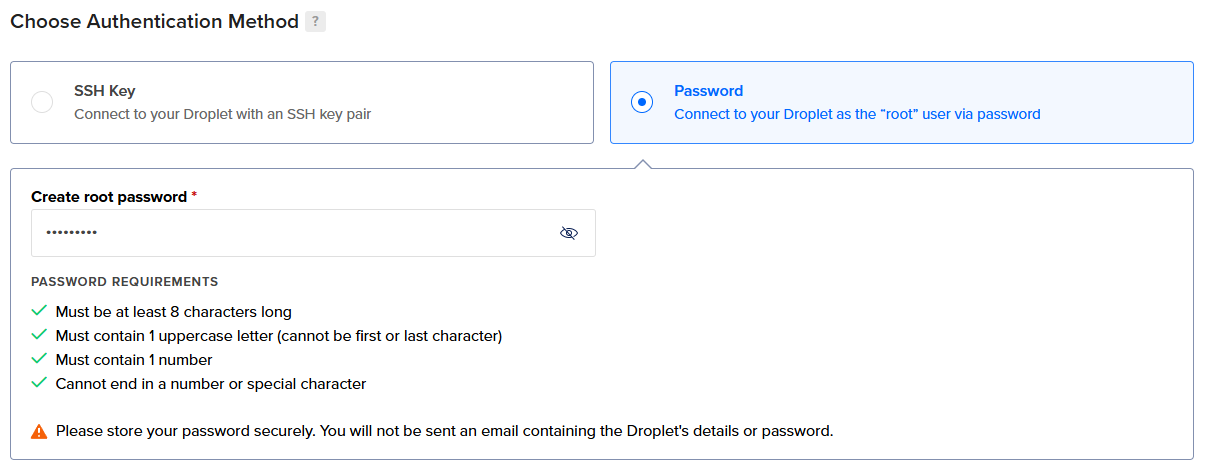 Choose Authentication Method ?
SSH Key
Connect to your Droplet with an SSH key pair
Password
Connect to your Droplet as the “root” user via password
Create root password *
•••••••••
PASSWORD REQUIREMENTS
Must be at least 8 characters long
Must contain 1 uppercase letter (cannot be first or last character)
Must contain 1 number
Cannot end in a number or special character
Please store your password securely. You will not be sent an email containing the Droplet's details or password.